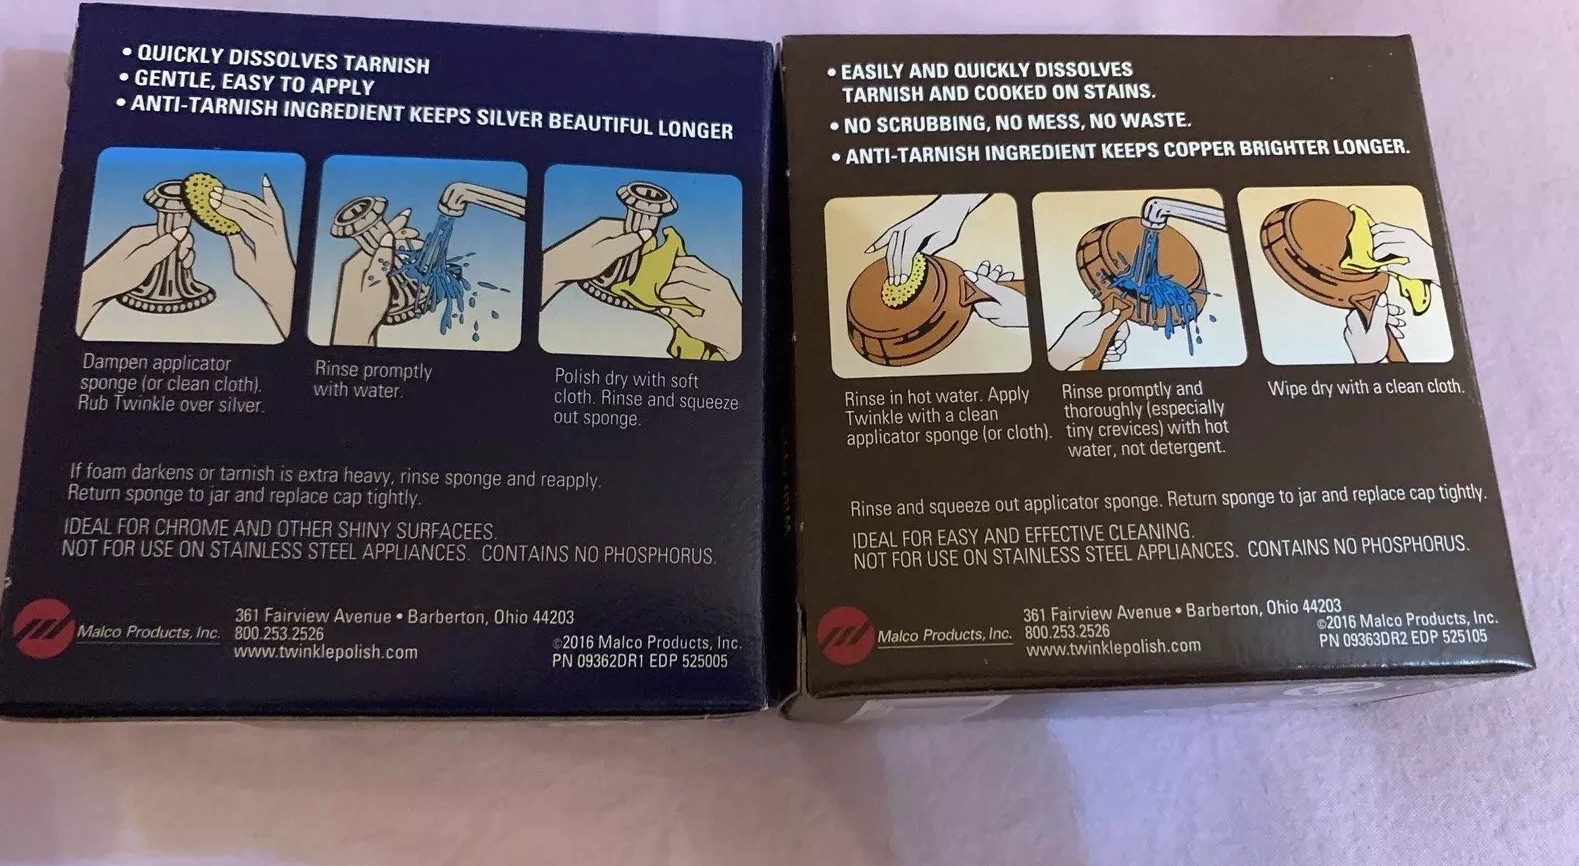 • QUICKLY DISSOLVES TARNISH
• GENTLE, EASY TO APPLY
• ANTI-TARNISH INGREDIENT KEEPS SILVER BEAUTIFUL LONGER
Dampen applicator
sponge (or clean cloth).
Rub Twinkle over silver.
Rinse promptly
with water.
Polish dry with soft
cloth. Rinse and squeeze
out sponge.
If foam darkens or tarnish is extra heavy, rinse sponge and reapply.
Return sponge to jar and replace cap tightly.
IDEAL FOR CHROME AND OTHER SHINY SURFACEES.
NOT FOR USE ON STAINLESS STEEL APPLIANCES. CONTAINS NO PHOSPHORUS.
Malco Products, Inc.
361 Fairview Avenue • Barberton, Ohio 44203
800.253.2526
www.twinklepolish.com
©2016 Malco Products, Inc.
PN 09362DR1 EDP 525005
• EASILY AND QUICKLY DISSOLVES
TARNISH AND COOKED ON STAINS.
• NO SCRUBBING, NO MESS, NO WASTE.
• ANTI-TARNISH INGREDIENT KEEPS COPPER BRIGHTER LONGER.
Rinse in hot water. Apply
Twinkle with a clean
applicator sponge (or cloth).
Rinse promptly and
thoroughly (especially
tiny crevices) with hot
water, not detergent.
Wipe dry with a clean cloth.
Rinse and squeeze out applicator sponge. Return sponge to jar and replace cap tightly.
IDEAL FOR EASY AND EFFECTIVE CLEANING.
NOT FOR USE ON STAINLESS STEEL APPLIANCES. CONTAINS NO PHOSPHORUS.
Malco Products, Inc.
361 Fairview Avenue • Barberton, Ohio 44203
800.253.2526
www.twinklepolish.com
©2016 Malco Products, Inc.
PN 09363DR2 EDP 525105